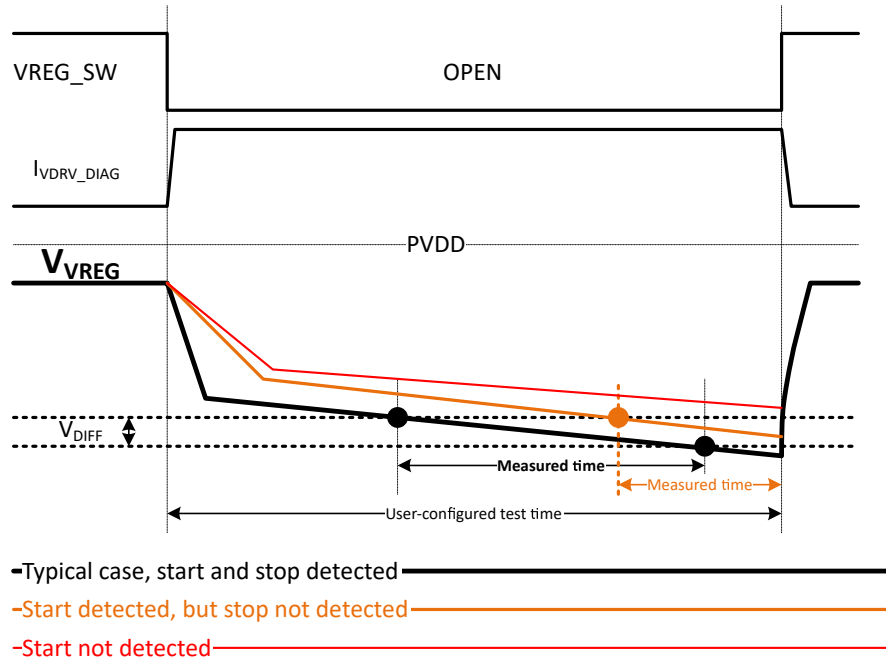 VREG_SW
OPEN
IVDRV_DIAG
PVDD
VVREG
VDIFF
Measured time
Measured time
User-configured test time
Typical case, start and stop detected
Start detected, but stop not detected
Start not detected